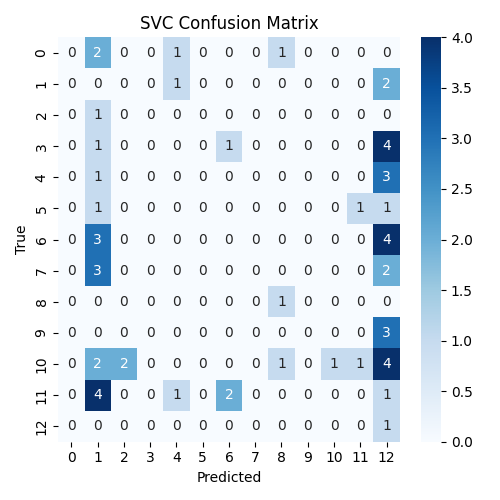 SVC Confusion Matrix
0 0 2 0 0 1 0 0 0 1 0 0 0 0
1 0 0 0 0 1 0 0 0 0 0 0 0 2
2 0 1 0 0 0 0 0 0 0 0 0 0 0
3 0 1 0 0 0 0 1 0 0 0 0 0 4
4 0 1 0 0 0 0 0 0 0 0 0 0 3
5 0 1 0 0 0 0 0 0 0 0 0 1 1
6 0 3 0 0 0 0 0 0 0 0 0 0 4
7 0 3 0 0 0 0 0 0 0 0 0 0 2
8 0 0 0 0 0 0 0 0 1 0 0 0 0
9 0 0 0 0 0 0 0 0 0 0 0 0 3
10 0 2 2 0 0 0 0 0 1 0 1 1 4
11 0 4 0 0 1 0 2 0 0 0 0 0 1
12 0 0 0 0 0 0 0 0 0 0 0 0 1
0 1 2 3 4 5 6 7 8 9 10 11 12
Predicted
True
4.0
3.5
3.0
2.5
2.0
1.5
1.0
0.5
0.0